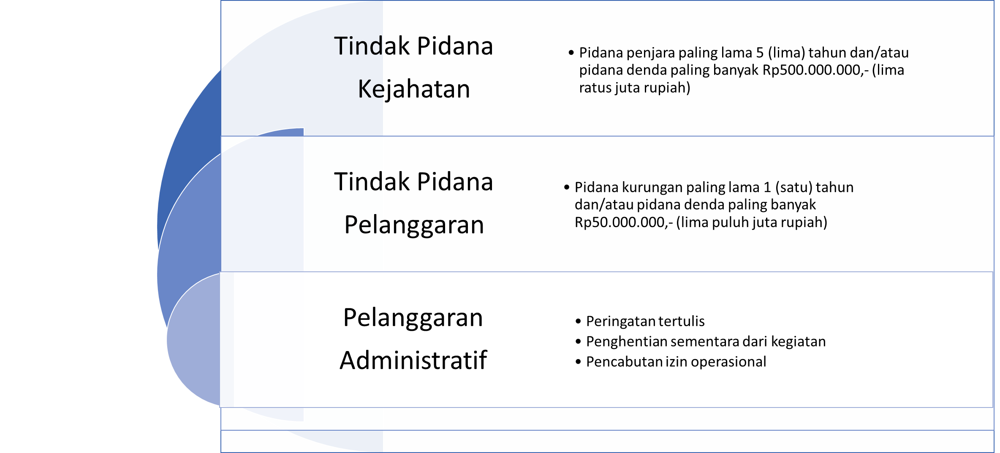 Tindak Pidana
Kejahatan
• Pidana penjara paling lama 5 (lima) tahun dan/atau
pidana denda paling banyak Rp500.000.000,- (lima
ratus juta rupiah)
Tindak Pidana
Pelanggaran
• Pidana kurungan paling lama 1 (satu) tahun
dan/atau pidana denda paling banyak
Rp50.000.000,- (lima puluh juta rupiah)
Pelanggaran
Administratif
• Peringatan tertulis
• Penghentian sementara dari kegiatan
• Pencabutan izin operasional